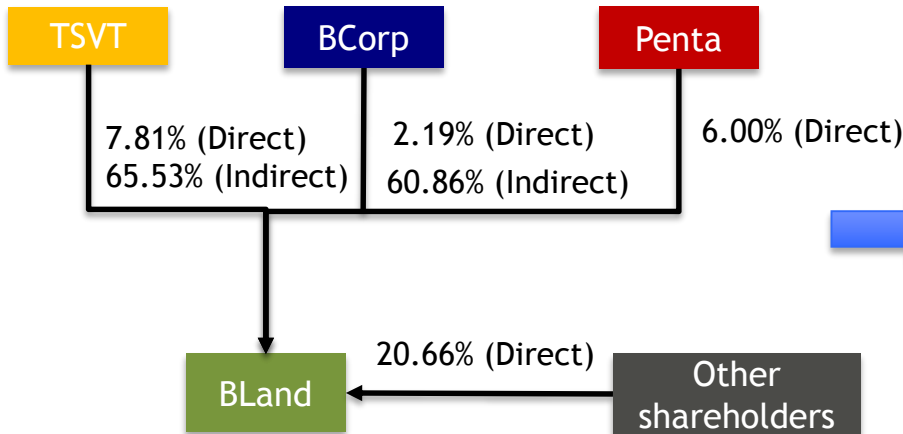 TSVT
BCorp
Penta
7.81% (Direct)
65.53% (Indirect)
2.19% (Direct)
60.86% (Indirect)
6.00% (Direct)
20.66% (Direct)
BLand
Other
shareholders